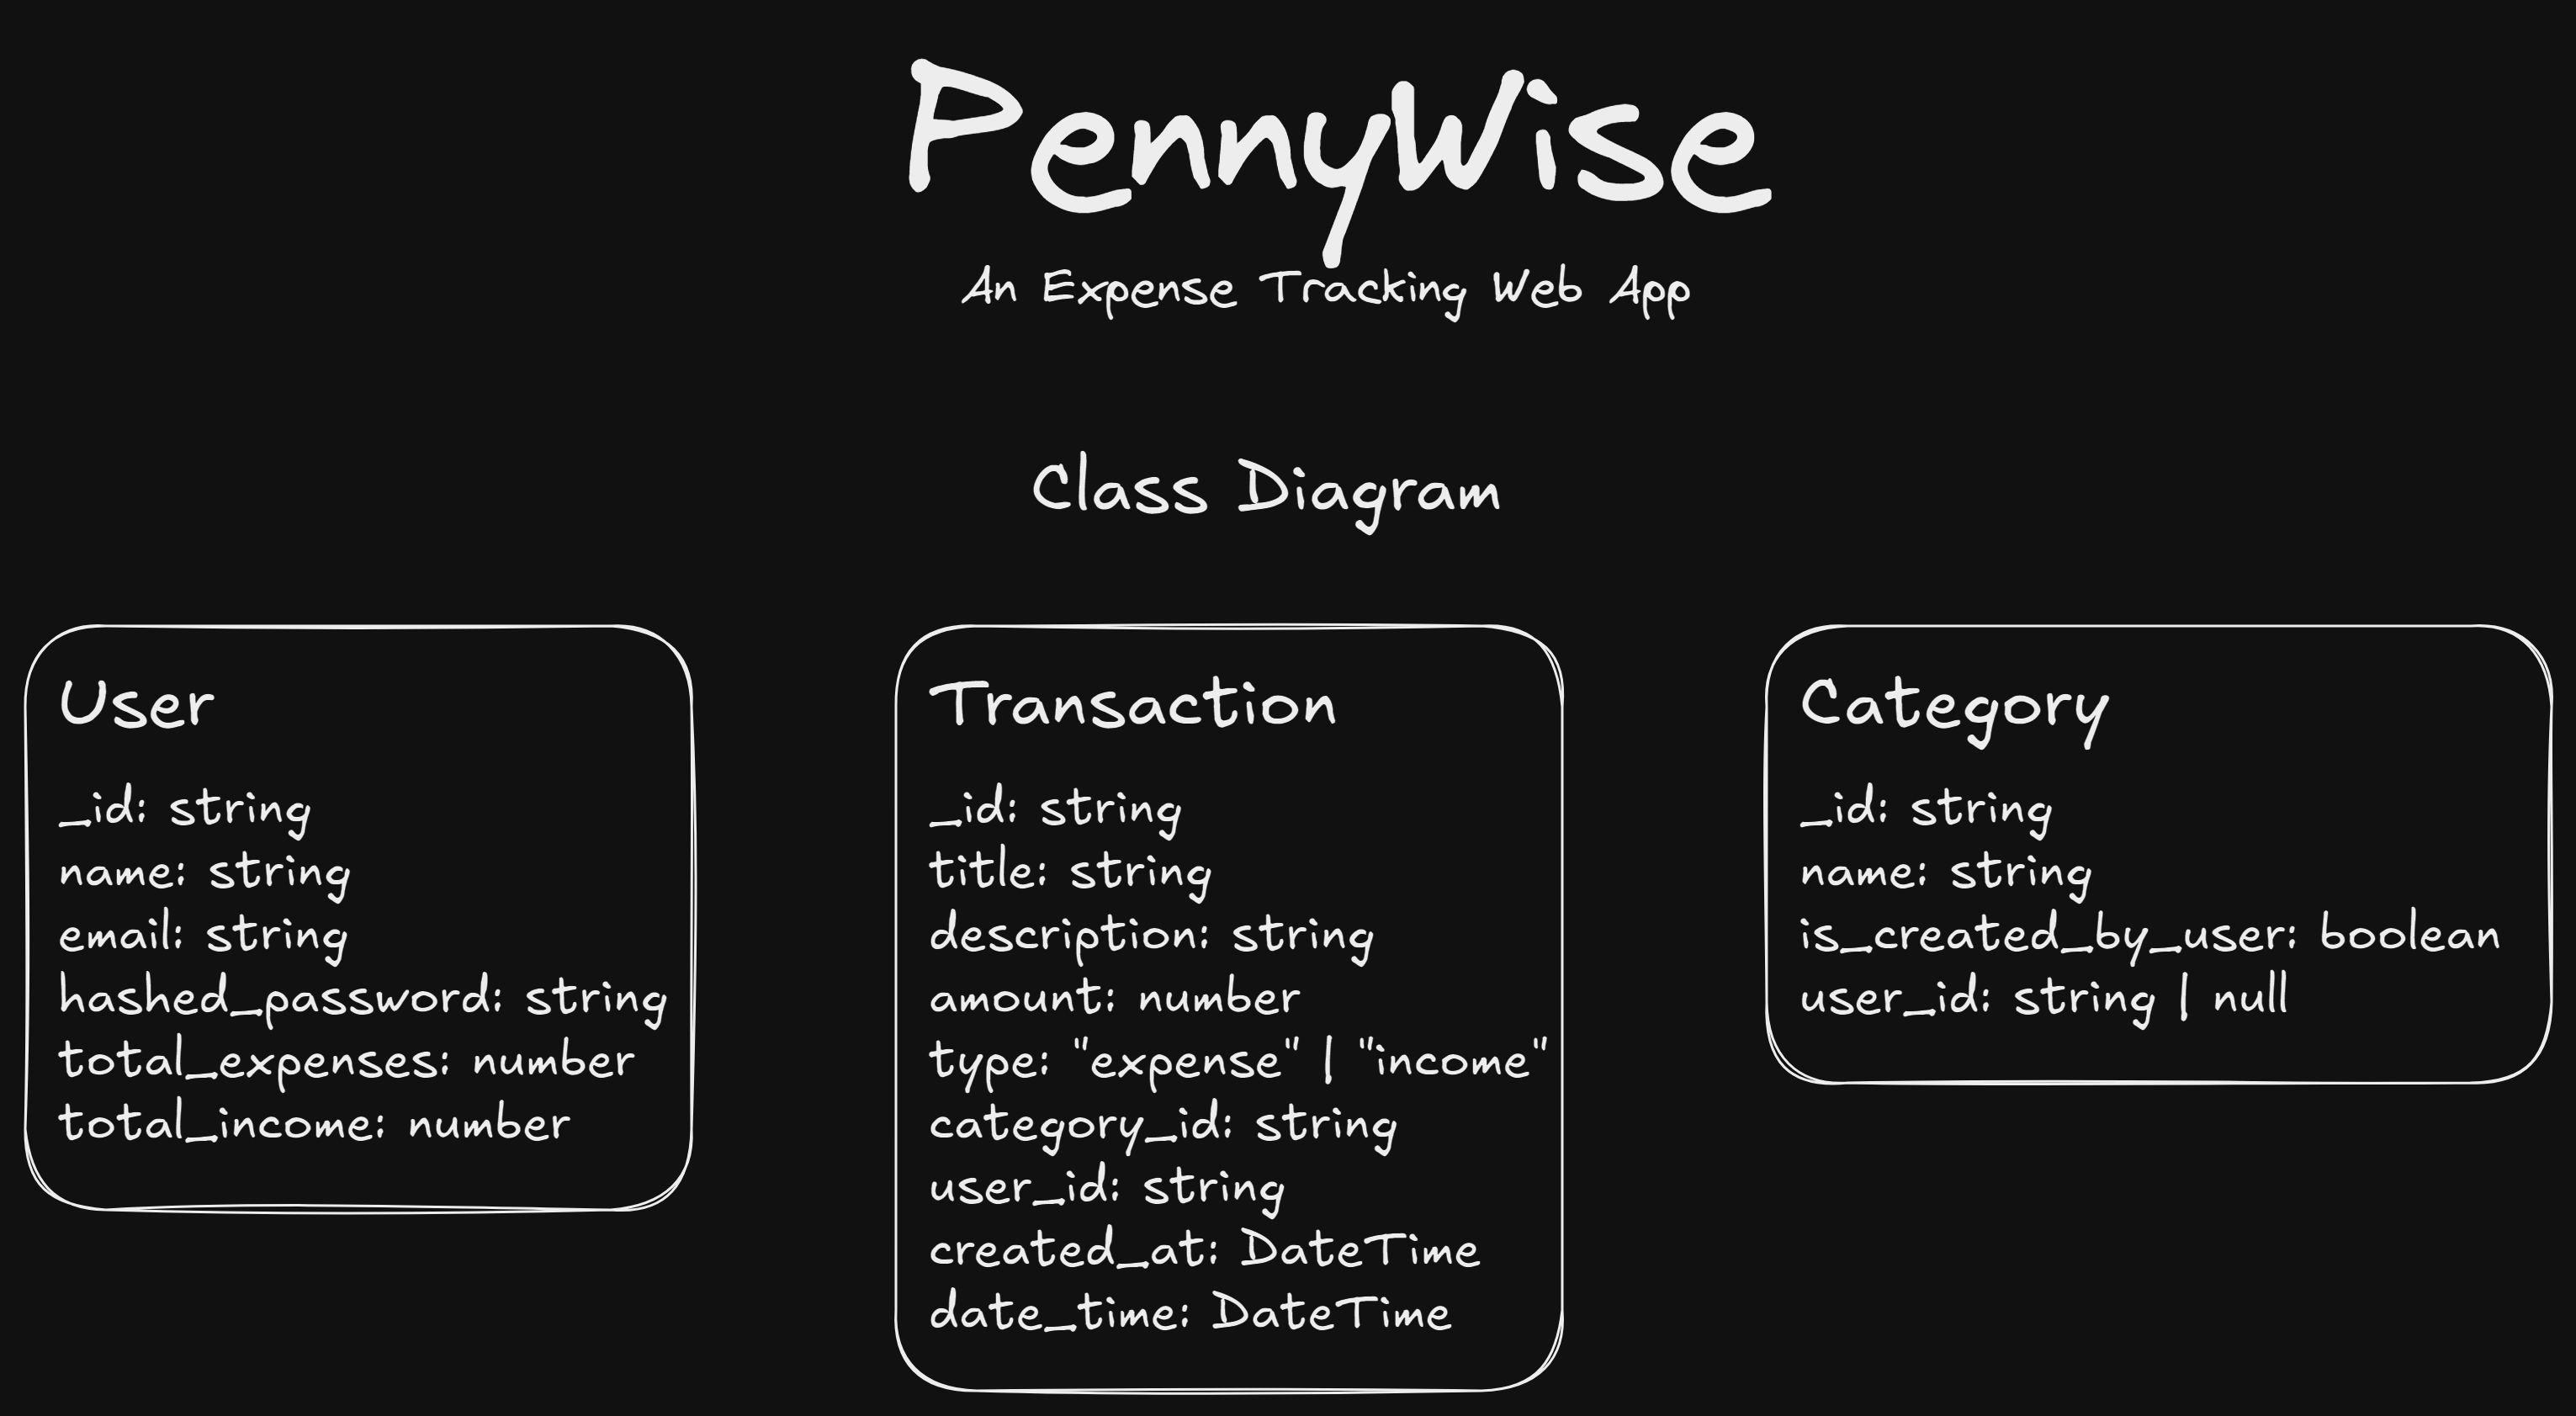 PennyWise
An Expense Tracking Web App
Class Diagram
User
_id: string
name: string
email: string
hashed_password: string
total_expenses: number
total_income: number
Transaction
_id: string
title: string
description: string
amount: number
type: "expense" | "income"
category_id: string
user_id: string
created_at: DateTime
date_time: DateTime
Category
_id: string
name: string
is_created_by_user: boolean
user_id: string | null